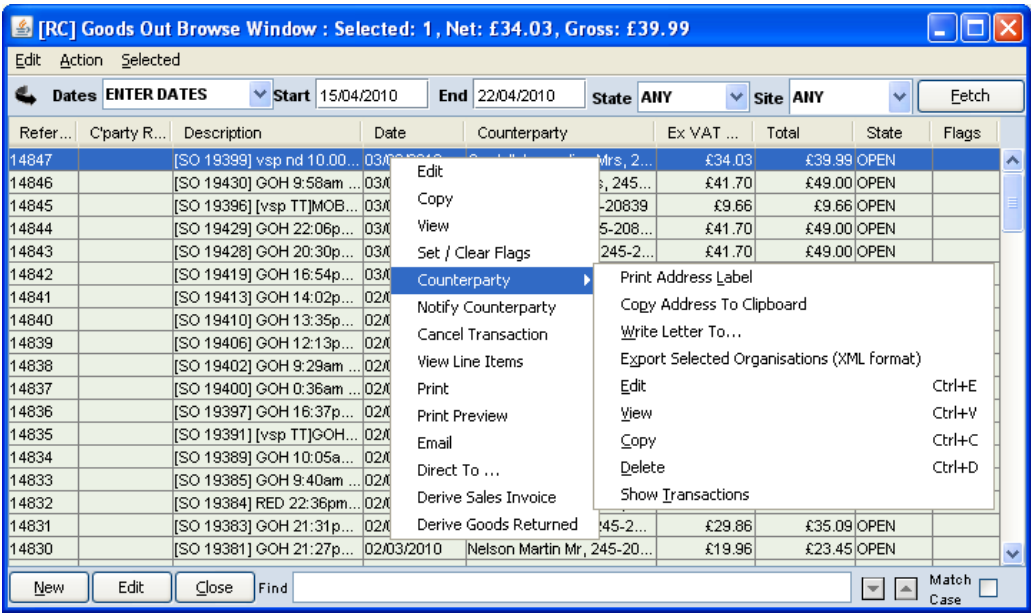 [RC] Goods Out Browse Window : Selected: 1, Net: £34.03, Gross: £39.99
Edit Action Selected
Dates ENTER DATES Start 15/04/2010 End 22/04/2010 State ANY Site ANY Fetch
Refer... C'party R... Description Date Counterparty Ex VAT ... Total State Flags
14847 [SO 19399] vsp nd 10.00... Mrs, 2... £34.03 £39.99 OPEN
14846 [SO 19430] GOH 9:58am ... 03/0 s, 245... £41.70 £49.00 OPEN
14845 [SO 19396] [vsp TT]MOB... 03/0 -20839 £9.66 £9.66 OPEN
14844 [SO 19429] GOH 22:06p... 03/0 5-208... £41.70 £49.00 OPEN
14843 [SO 19428] GOH 20:30p... 03/0 245-2... £41.70 £49.00 OPEN
14842 [SO 19419] GOH 16:54p... 03/0
14841 [SO 19413] GOH 14:02p... 02/0
14840 [SO 19410] GOH 13:35p... 02/0
14839 [SO 19406] GOH 12:13p... 02/0
14838 [SO 19402] GOH 9:29am ... 02/0
14837 [SO 19400] GOH 0:36am ... 02/0
14836 [SO 19397] GOH 16:37p... 02/0
14835 [SO 19391] [vsp TT]GOH... 02/0
14834 [SO 19389] GOH 10:05a... 02/0
14833 [SO 19385] GOH 9:40am ... 02/0
14832 [SO 19384] RED 22:36pm... 02/0
14831 [SO 19383] GOH 21:31p... 02/0 245-2... £29.86 £35.09 OPEN
14830 [SO 19381] GOH 21:27p... 02/03/2010 Nelson Martin Mr, 245-20... £19.96 £23.45 OPEN
Edit
Copy
View
Set / Clear Flags
Counterparty
Notify Counterparty
Cancel Transaction
View Line Items
Print
Print Preview
Email
Direct To ...
Derive Sales Invoice
Derive Goods Returned
Print Address Label
Copy Address To Clipboard
Write Letter To...
Export Selected Organisations (XML format)
Edit Ctrl+E
View Ctrl+V
Copy Ctrl+C
Delete Ctrl+D
Show Transactions
New Edit Close Find Match
Case